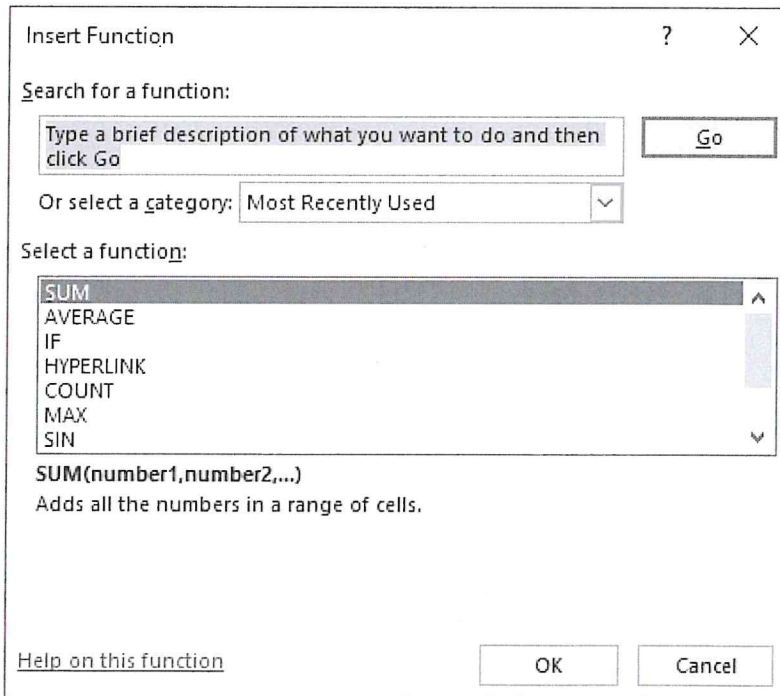 Insert Function ?
Search for a function:
Type a brief description of what you want to do and then
click Go
Go
Or select a category: Most Recently Used
Select a function:
SUM
AVERAGE
IF
HYPERLINK
COUNT
MAX
SIN
SUM(number1,number2,...)
Adds all the numbers in a range of cells.
Help on this function
OK
Cancel